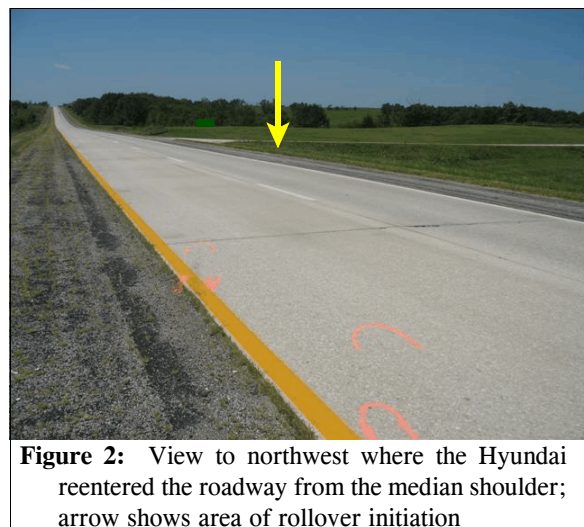 Figure 2: View to northwest where the Hyundai
reentered the roadway from the median shoulder;
arrow shows area of rollover initiation